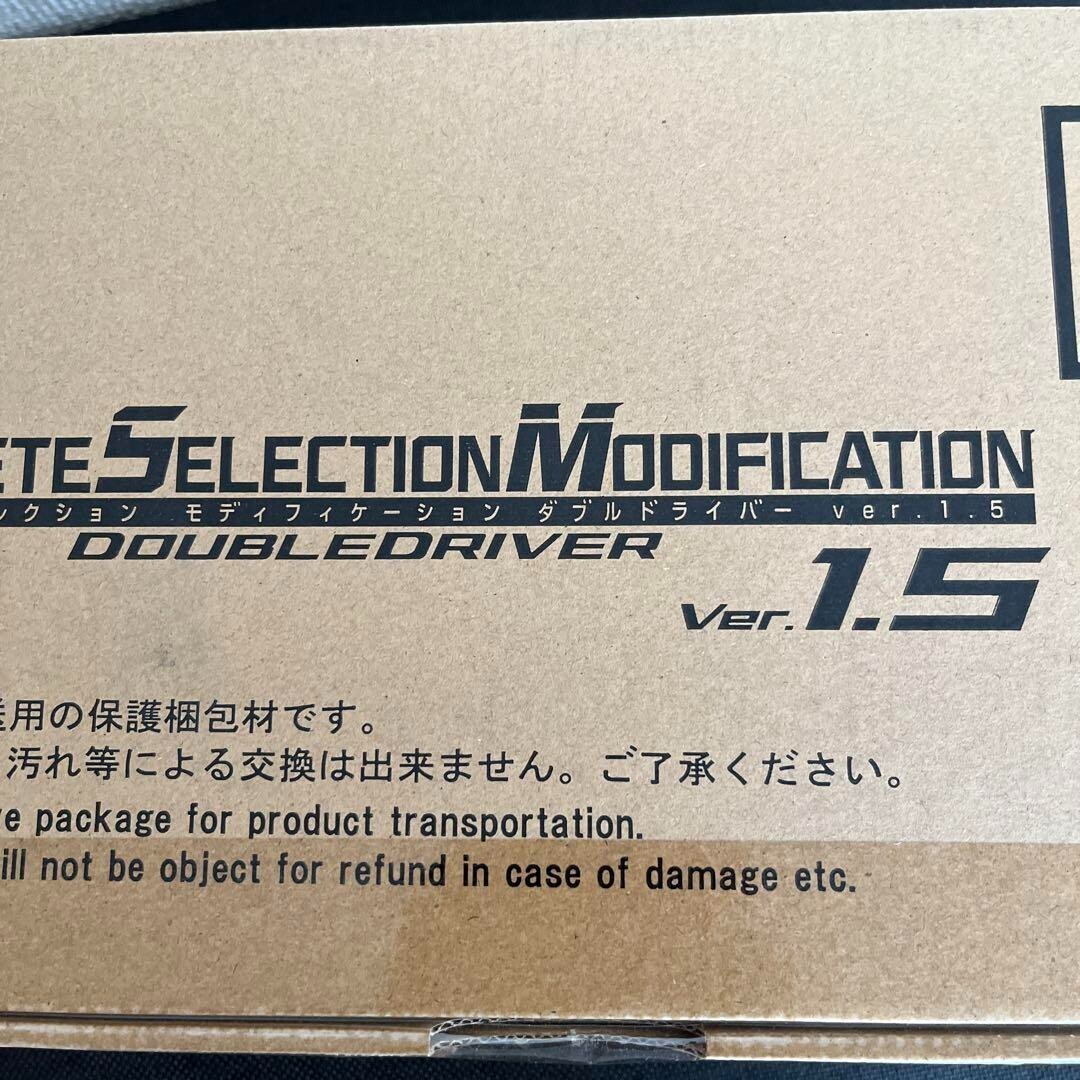 ETE SELECTION MODIFICATION
レクション モディフィケーション ダブルドライバー ver.1.5
DOUBLEDRIVER
Ver. 1.5
用の保護梱包材です。
汚れ等による交換は出来ません。ご了承ください。
e package for product transportation.
ill not be object for refund in case of damage etc.